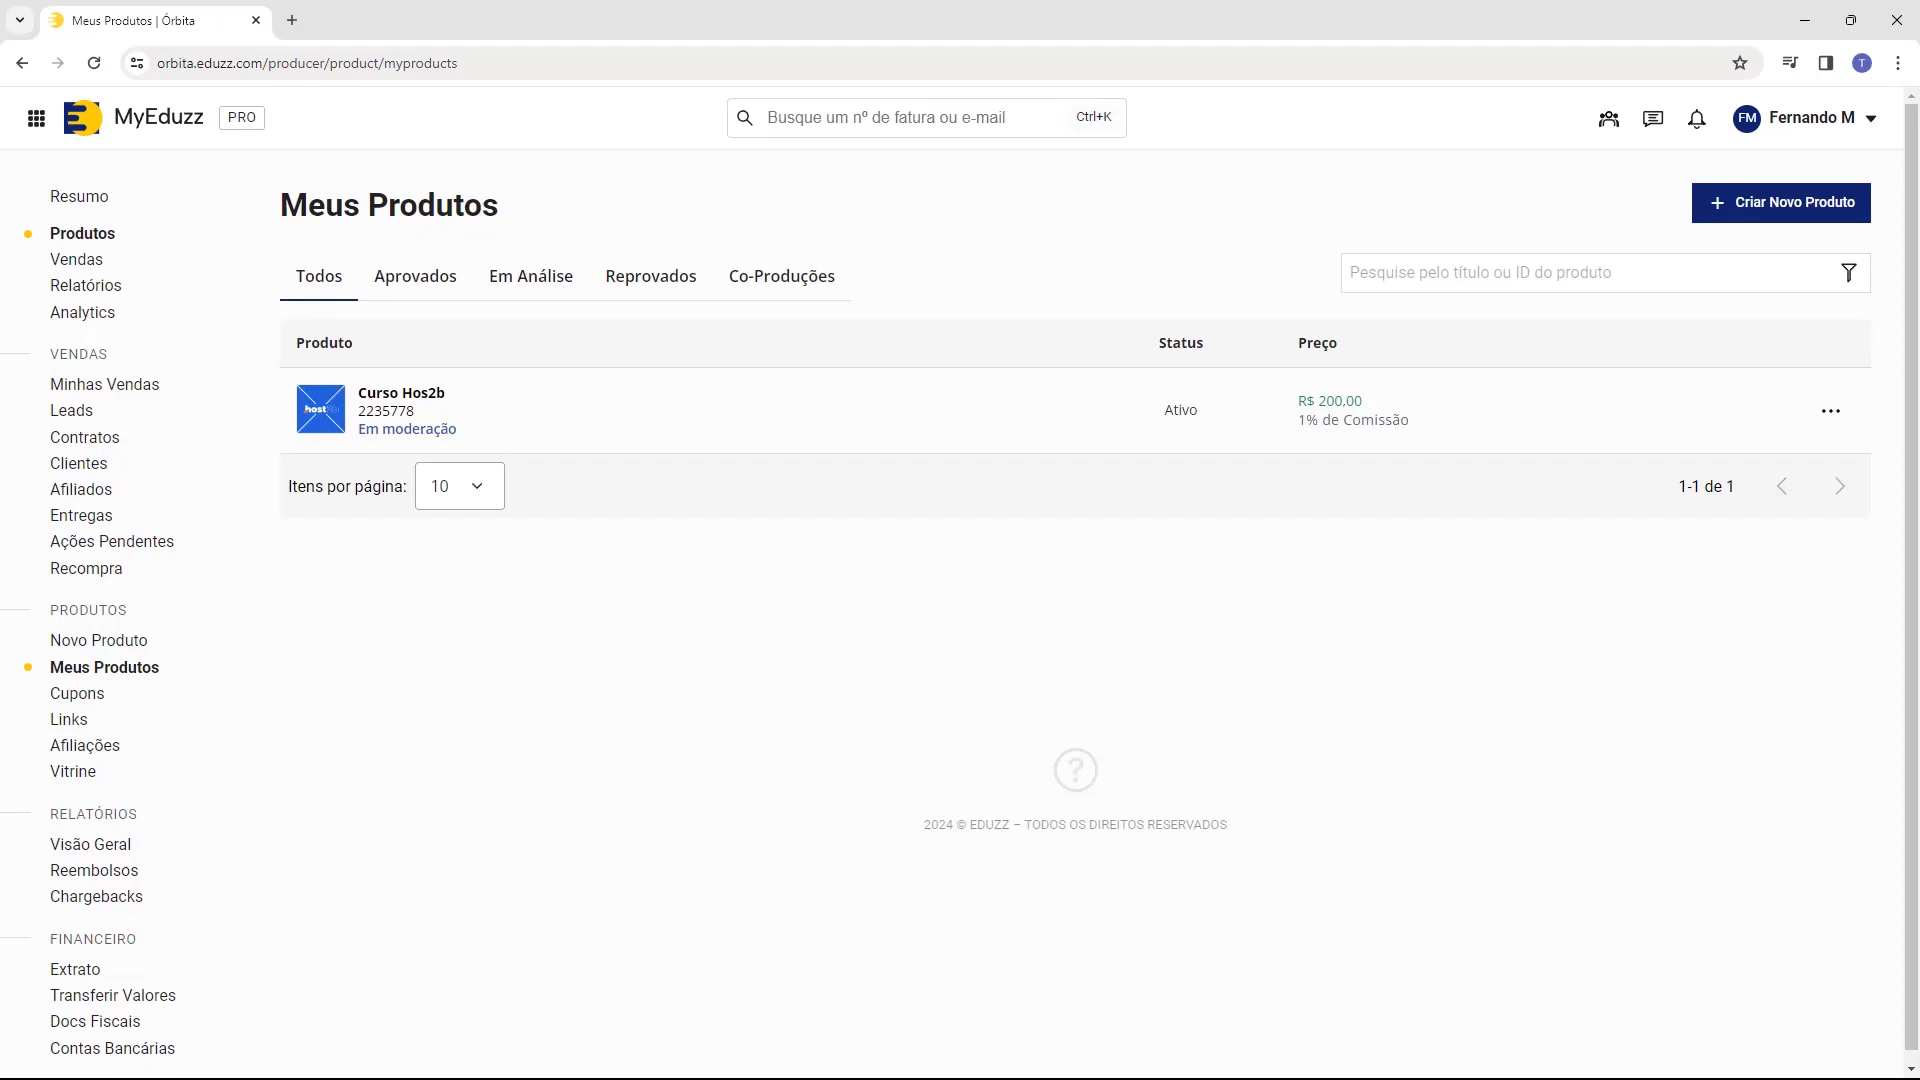 Meus Produtos | Órbita
orbita.eduzz.com/producer/product/myproducts
T
MyEduzz
PRO
Busque um nº de fatura ou e-mail
Ctrl+K
FM
Fernando M
Resumo
Produtos
Vendas
Relatórios
Analytics
VENDAS
Minhas Vendas
Leads
Contratos
Clientes
Afiliados
Entregas
Ações Pendentes
Recompra
PRODUTOS
Novo Produto
Meus Produtos
Cupons
Links
Afiliações
Vitrine
RELATÓRIOS
Visão Geral
Reembolsos
Chargebacks
FINANCEIRO
Extrato
Transferir Valores
Docs Fiscais
Contas Bancárias
Meus Produtos
+ Criar Novo Produto
Todos
Aprovados
Em Análise
Reprovados
Co-Produções
Pesquise pelo título ou ID do produto
Produto
Status
Preço
host
Curso Hos2b
2235778
Em moderação
Ativo
R$ 200,00
1% de Comissão
Itens por página:
10
1-1 de 1
?
2024 © EDUZZ – TODOS OS DIREITOS RESERVADOS